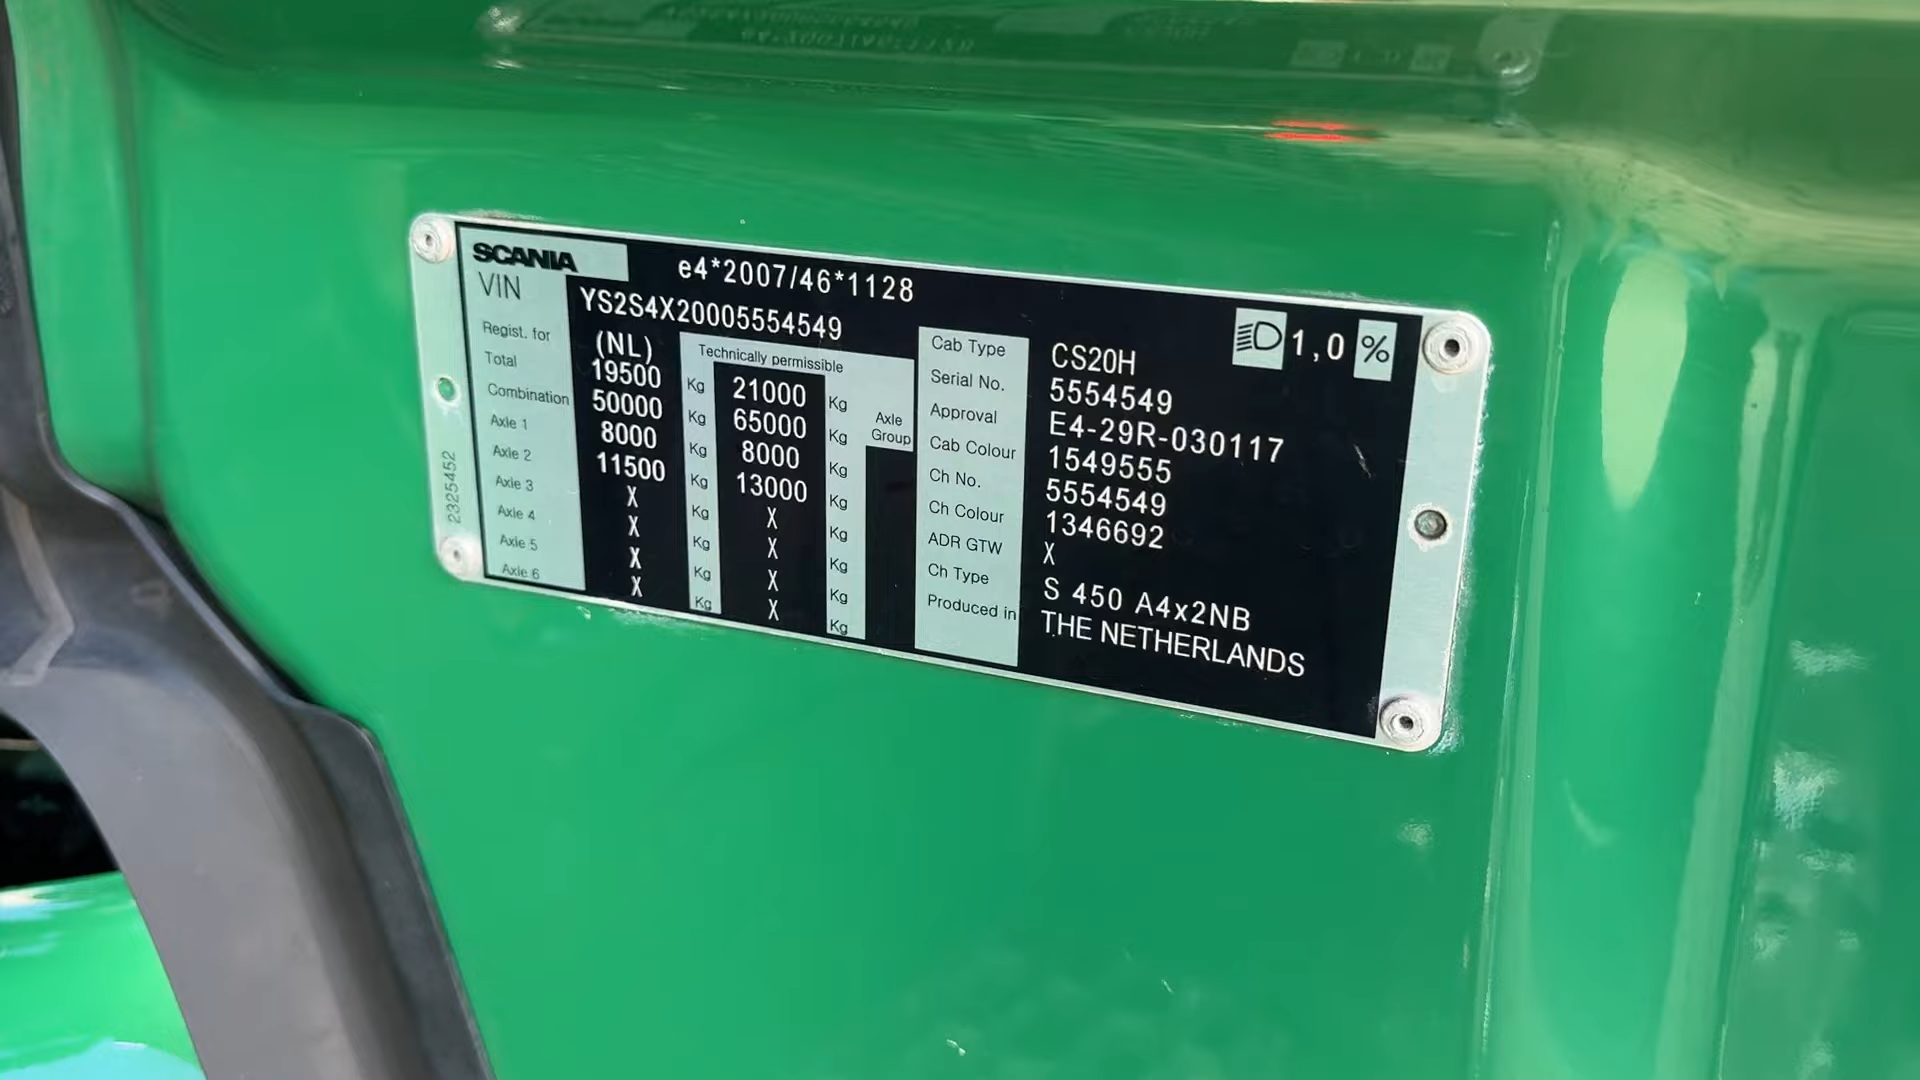 SCANIA
e4*2007/46*1128
VIN YS2S4X20005554549
1,0 %
Regist. for (NL) Technically permissible
Total 19500 Kg 21000 Kg
Combination 50000 Kg 65000 Kg Axle Group
Axle 1 8000 Kg 8000 Kg
Axle 2 11500 Kg 13000 Kg
Axle 3 X Kg X Kg
Axle 4 X Kg X Kg
Axle 5 X Kg X Kg
Axle 6 X Kg X Kg
Cab Type CS20H
Serial No. 5554549
Approval E4-29R-030117
Cab Colour 1549555
Ch No. 5554549
Ch Colour 1346692
ADR GTW X
Ch Type S 450 A4x2NB
Produced in THE NETHERLANDS
2325452